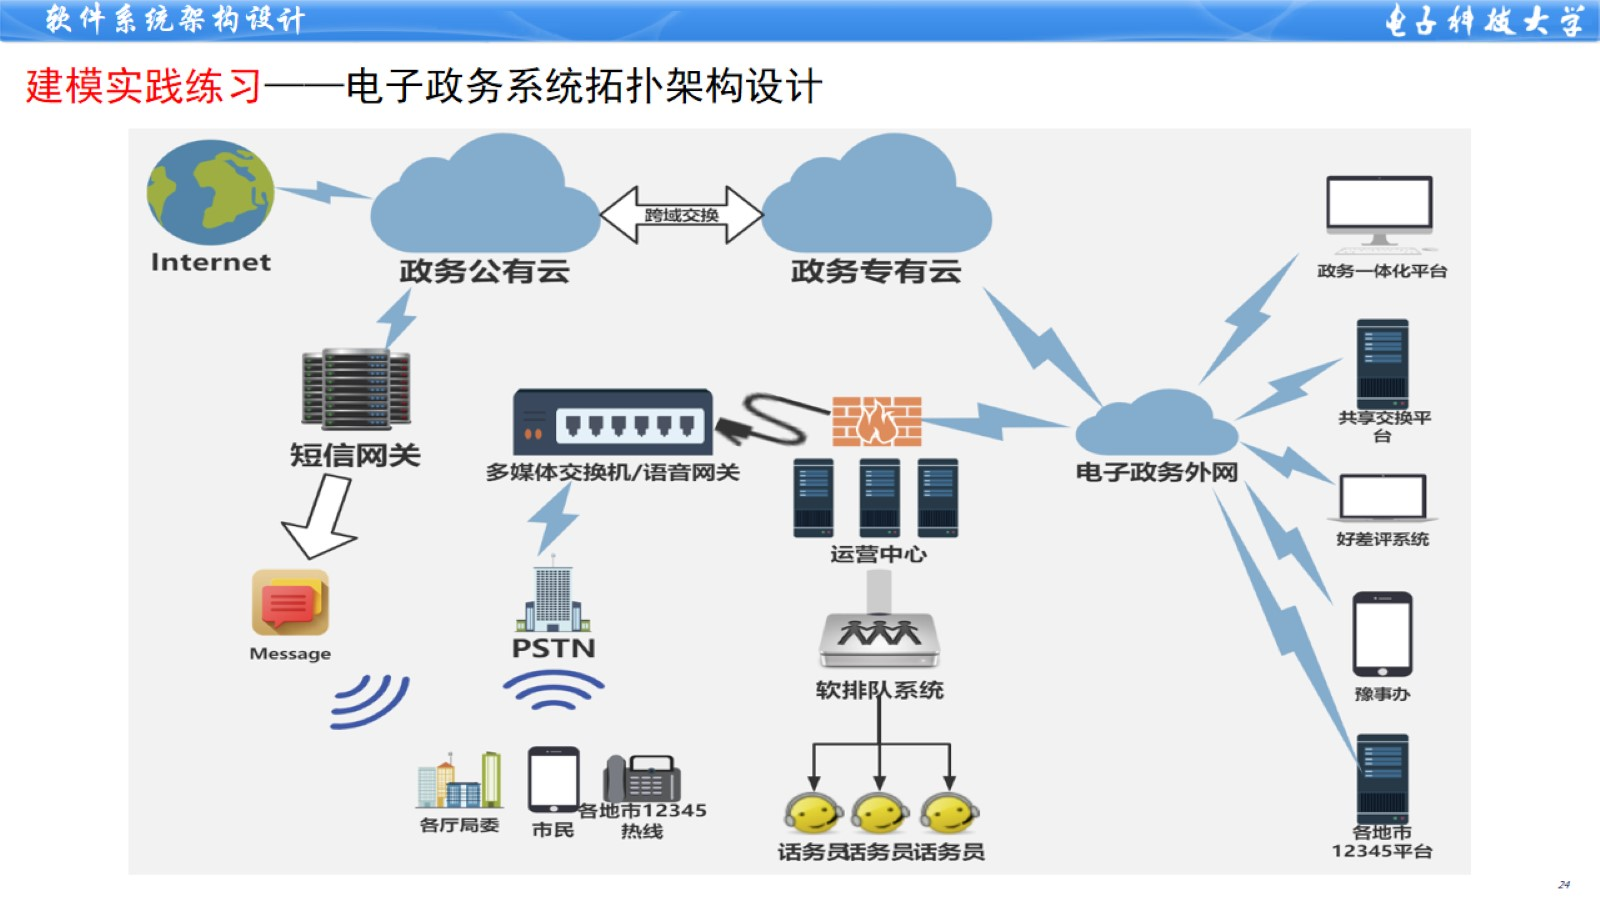 软件系统架构设计
电子科技大学
建模实践练习——电子政务系统拓扑架构设计
Internet
政务公有云
跨域交换
政务专有云
政务一体化平台
短信网关
多媒体交换机/语音网关
电子政务外网
共享交换平
台
好差评系统
运营中心
Message
PSTN
软排队系统
豫事办
各厅局委
市民
各地市12345
热线
话务员
话务员
话务员
各地市
12345平台
24